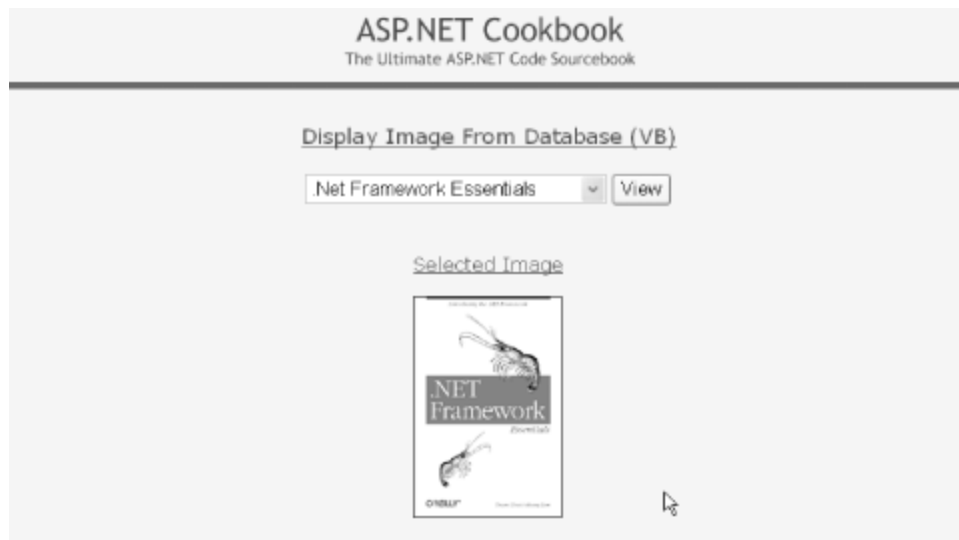 ASP.NET Cookbook
The Ultimate ASP.NET Code Sourcebook
Display Image From Database (VB)
.Net Framework Essentials
View
Selected Image
.NET
Framework
Essentials
O'REILLY